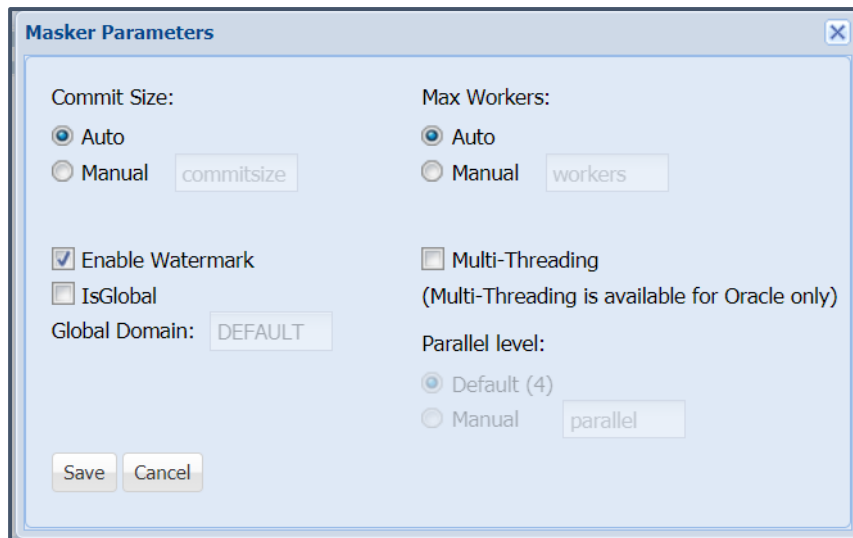 Masker Parameters
Commit Size:
Auto
Manual
commitsize
Max Workers:
Auto
Manual
workers
Enable Watermark
IsGlobal
Global Domain:
DEFAULT
Multi-Threading
(Multi-Threading is available for Oracle only)
Parallel level:
Default (4)
Manual
parallel
Save
Cancel